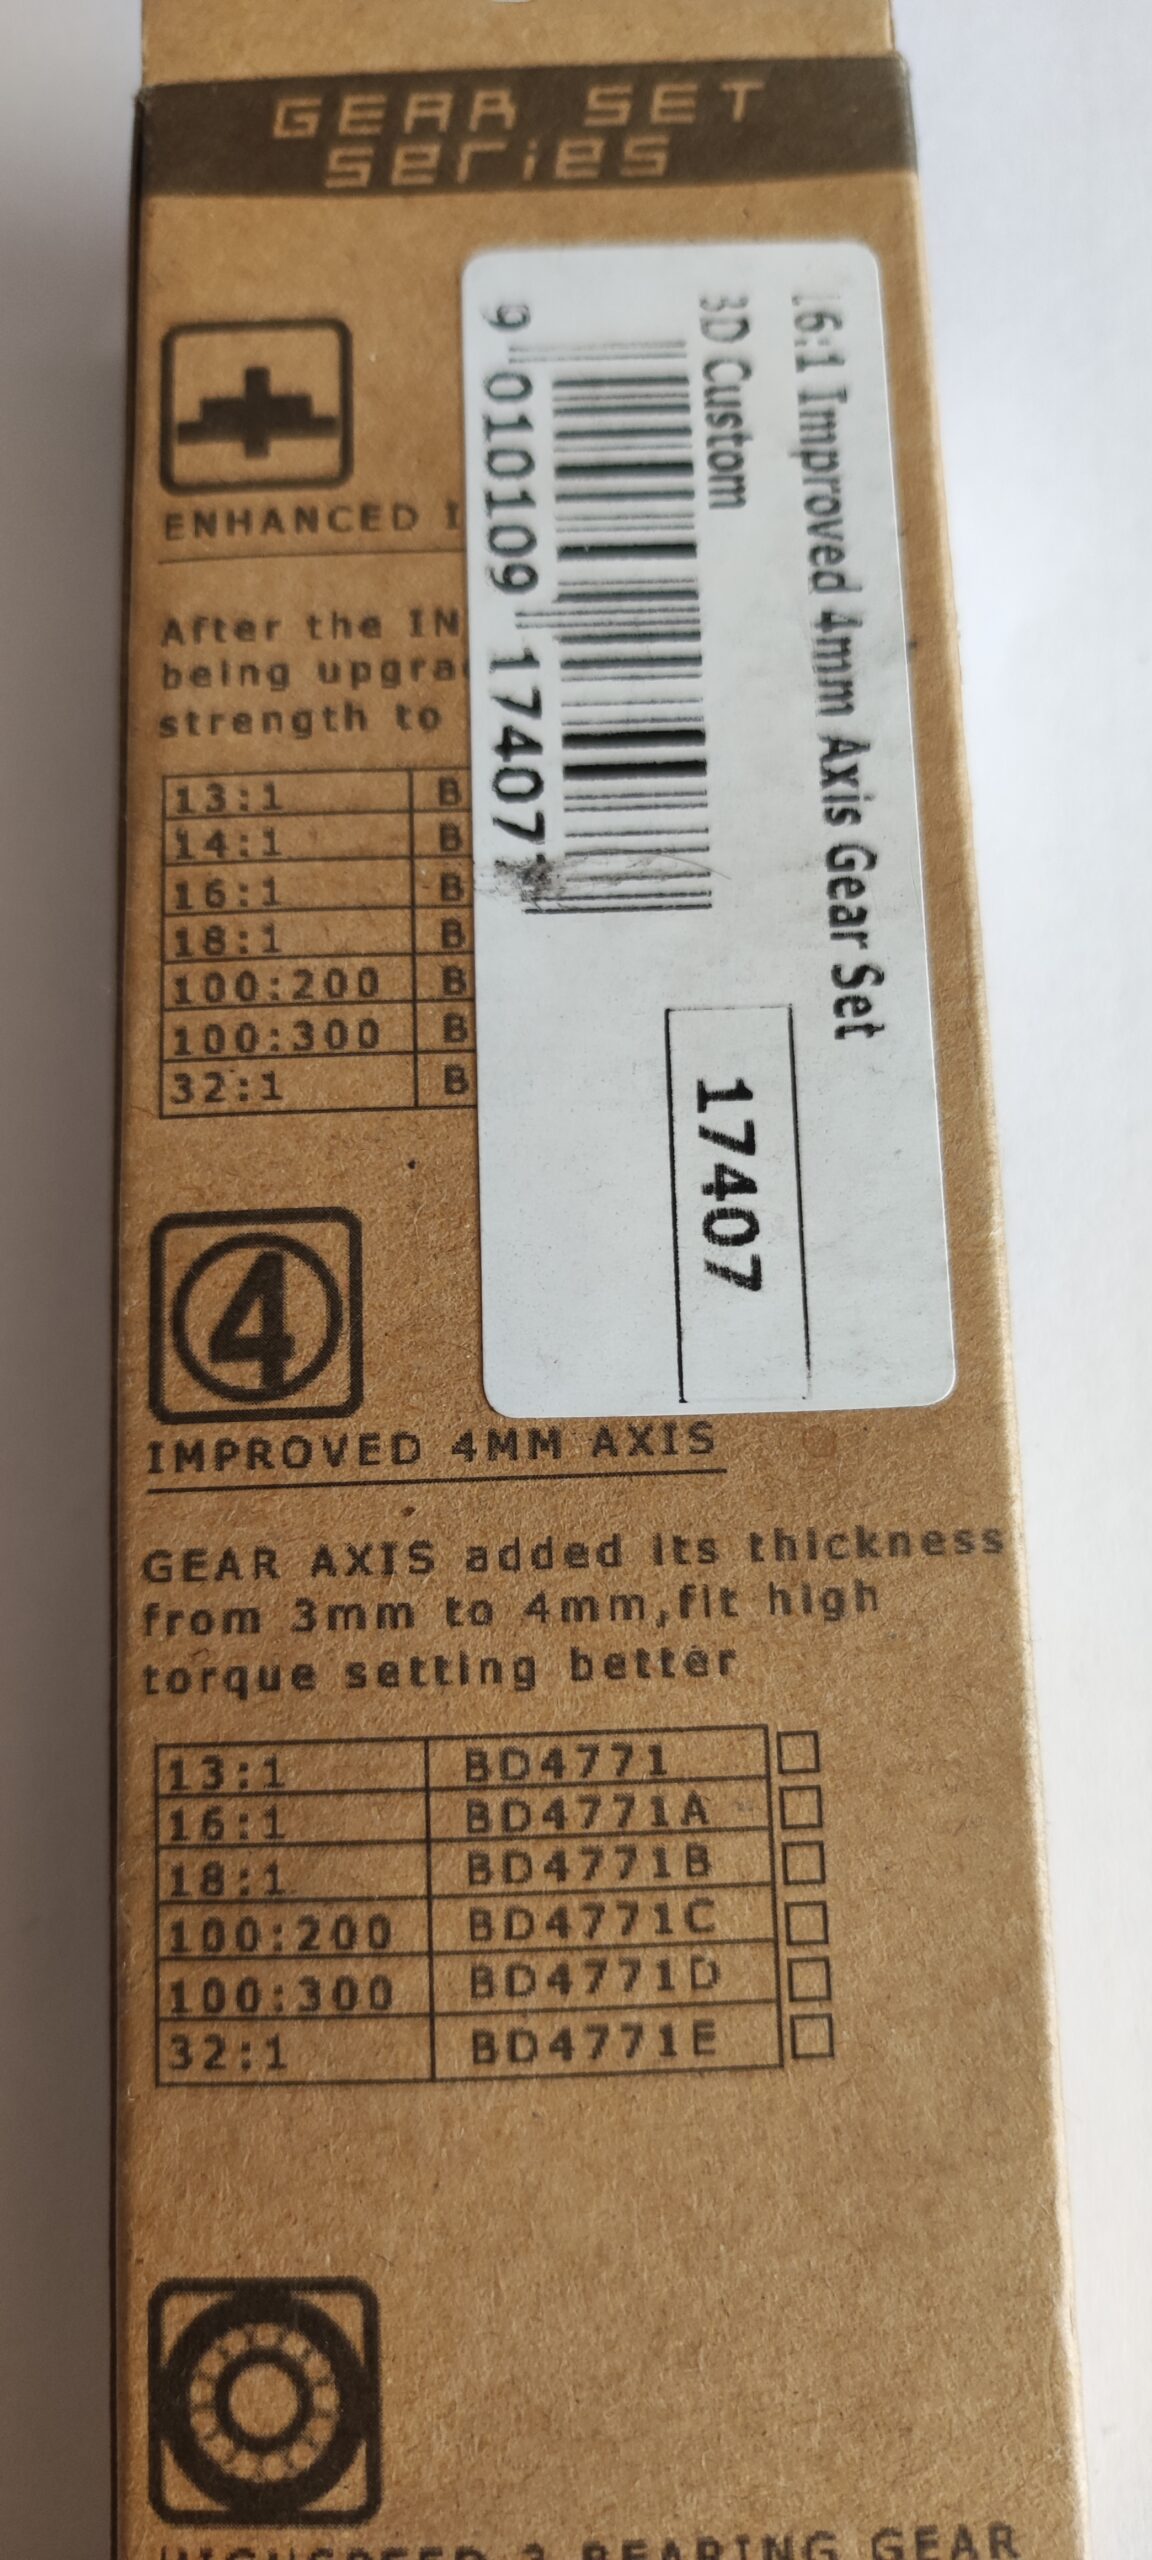 GEAR SET
series
16:1 Improved 4mm Axis Gear Set
3D Custom
9 010109 17407
17407
ENHANCED
After the
being
strength to
13:1 B
14:1 B
16:1 B
18:1 B
100:200 B
100:300 B
32:1 B
4
IMPROVED 4MM AXIS
GEAR AXIS added its thickness
from 3mm to 4mm,fit high
torque setting better
13:1 BD4771
16:1 BD4771A
18:1 BD4771B
100:200 BD4771C
100:300 BD4771D
32:1 BD4771E
BEARING GEAR